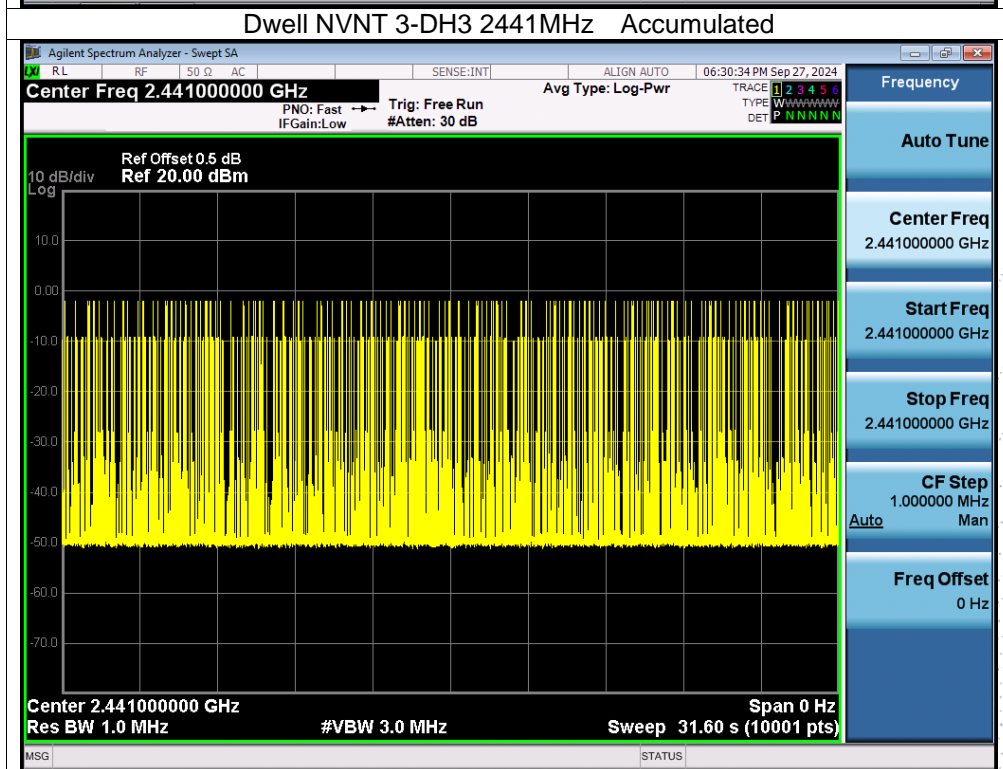 Dwell NVNT 3-DH3 2441MHz Accumulated
Agilent Spectrum Analyzer - Swept SA
LXI RL RF 50 Ω AC SENSE:INT ALIGN AUTO 06:30:34 PM Sep 27, 2024
Center Freq 2.441000000 GHz Avg Type: Log-Pwr TRACE 1 2 3 4 5 6
PNO: Fast Trig: Free Run TYPE WWWWWWW
IFGain:Low #Atten: 30 dB DET P N N N N N
Frequency
Auto Tune
Center Freq
2.441000000 GHz
Start Freq
2.441000000 GHz
Stop Freq
2.441000000 GHz
CF Step
1.000000 MHz
Auto Man
Freq Offset
0 Hz
Ref Offset 0.5 dB
10 dB/div Ref 20.00 dBm
Log
10.0
0.00
-10.0
-20.0
-30.0
-40.0
-50.0
-60.0
-70.0
Center 2.441000000 GHz Span 0 Hz
Res BW 1.0 MHz #VBW 3.0 MHz Sweep 31.60 s (10001 pts)
MSG STATUS